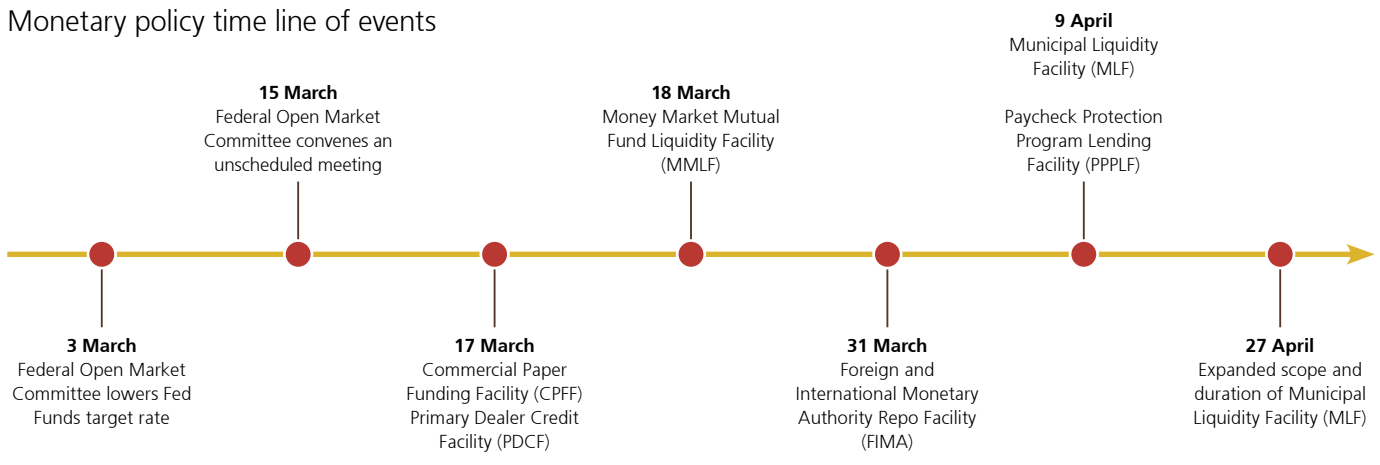 Monetary policy time line of events
3 March
Federal Open Market
Committee lowers Fed
Funds target rate
15 March
Federal Open Market
Committee convenes an
unscheduled meeting
17 March
Commercial Paper
Funding Facility (CPFF)
Primary Dealer Credit
Facility (PDCF)
18 March
Money Market Mutual
Fund Liquidity Facility
(MMLF)
31 March
Foreign and
International Monetary
Authority Repo Facility
(FIMA)
9 April
Municipal Liquidity
Facility (MLF)
Paycheck Protection
Program Lending
Facility (PPPLF)
27 April
Expanded scope and
duration of Municipal
Liquidity Facility (MLF)